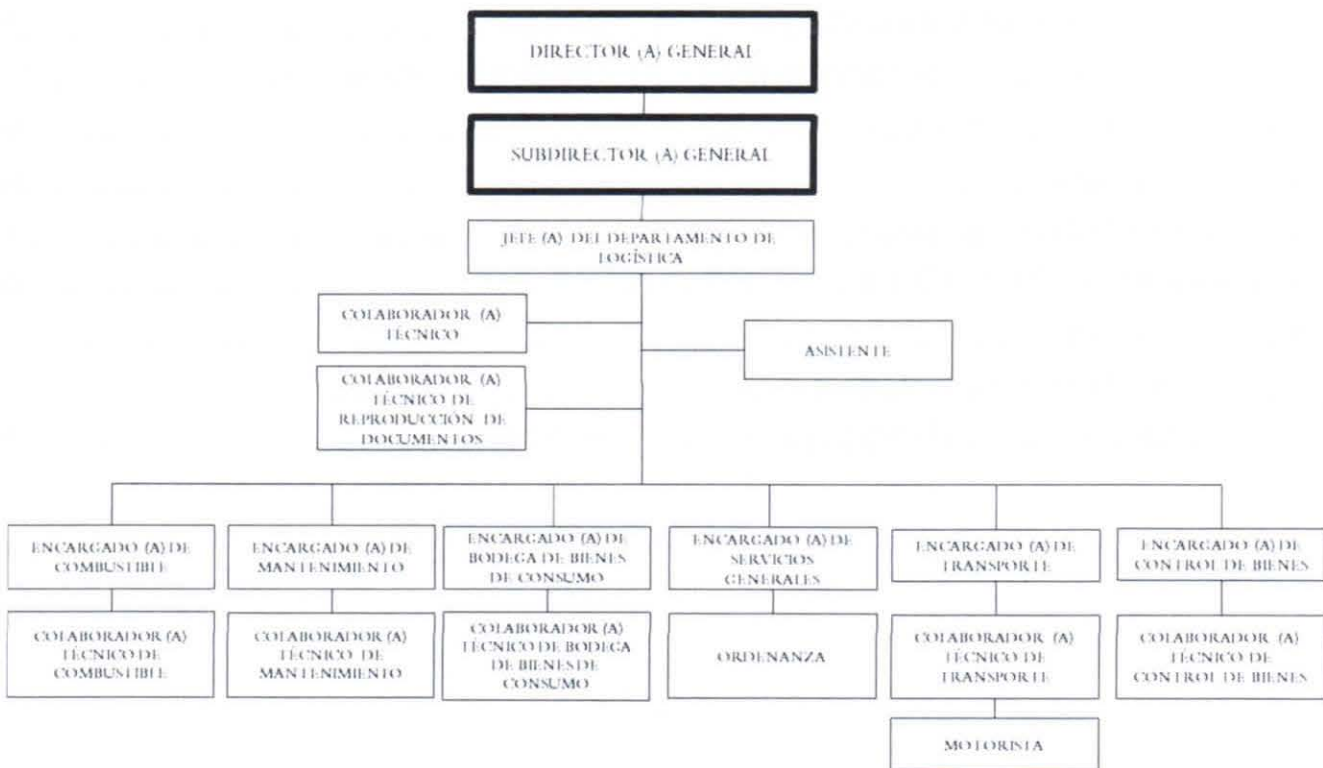 DIRECTOR (A) GENERAL
SUBDIRECTOR (A) GENERAL
JEFE (A) DEL DEPARTAMENTO DE
LOGÍSTICA
COLABORADOR (A)
TÉCNICO
ASISTENTE
COLABORADOR (A)
TÉCNICO DE
REPRODUCCIÓN DE
DOCUMENTOS
ENCARGADO (A) DE
COMBUSTIBLE
ENCARGADO (A) DE
MANTENIMIENTO
ENCARGADO (A) DE
BODEGA DE BIENES
DE CONSUMO
ENCARGADO (A) DE
SERVICIOS
GENERALES
ENCARGADO (A) DE
TRANSPORTE
ENCARGADO (A) DE
CONTROL DE BIENES
COLABORADOR (A)
TÉCNICO DE
COMBUSTIBLE
COLABORADOR (A)
TÉCNICO DE
MANTENIMIENTO
COLABORADOR (A)
TÉCNICO DE BODEGA
DE BIENES DE
CONSUMO
ORDENANZA
COLABORADOR (A)
TÉCNICO DE
TRANSPORTE
COLABORADOR (A)
TÉCNICO DE
CONTROL DE BIENES
MOTORISTA